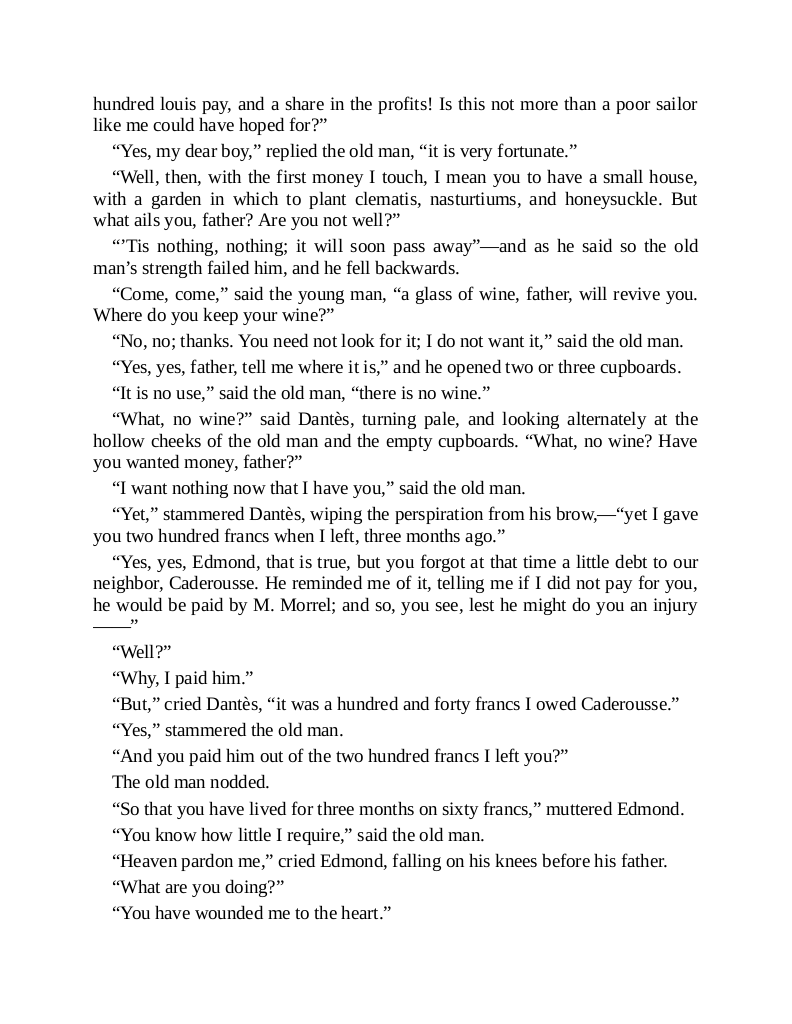 hundred louis pay, and a share in the profits! Is this not more than a poor sailor
like me could have hoped for?”
“Yes, my dear boy,” replied the old man, “it is very fortunate.”
“Well, then, with the first money I touch, I mean you to have a small house,
with a garden in which to plant clematis, nasturtiums, and honeysuckle. But
what ails you, father? Are you not well?”
“’Tis nothing, nothing; it will soon pass away”—and as he said so the old
man’s strength failed him, and he fell backwards.
“Come, come,” said the young man, “a glass of wine, father, will revive you.
Where do you keep your wine?”
“No, no; thanks. You need not look for it; I do not want it,” said the old man.
“Yes, yes, father, tell me where it is,” and he opened two or three cupboards.
“It is no use,” said the old man, “there is no wine.”
“What, no wine?” said Dantès, turning pale, and looking alternately at the
hollow cheeks of the old man and the empty cupboards. “What, no wine? Have
you wanted money, father?”
“I want nothing now that I have you,” said the old man.
“Yet,” stammered Dantès, wiping the perspiration from his brow,—“yet I gave
you two hundred francs when I left, three months ago.”
“Yes, yes, Edmond, that is true, but you forgot at that time a little debt to our
neighbor, Caderousse. He reminded me of it, telling me if I did not pay for you,
he would be paid by M. Morrel; and so, you see, lest he might do you an injury
——”
“Well?”
“Why, I paid him.”
“But,” cried Dantès, “it was a hundred and forty francs I owed Caderousse.”
“Yes,” stammered the old man.
“And you paid him out of the two hundred francs I left you?”
The old man nodded.
“So that you have lived for three months on sixty francs,” muttered Edmond.
“You know how little I require,” said the old man.
“Heaven pardon me,” cried Edmond, falling on his knees before his father.
“What are you doing?”
“You have wounded me to the heart.”